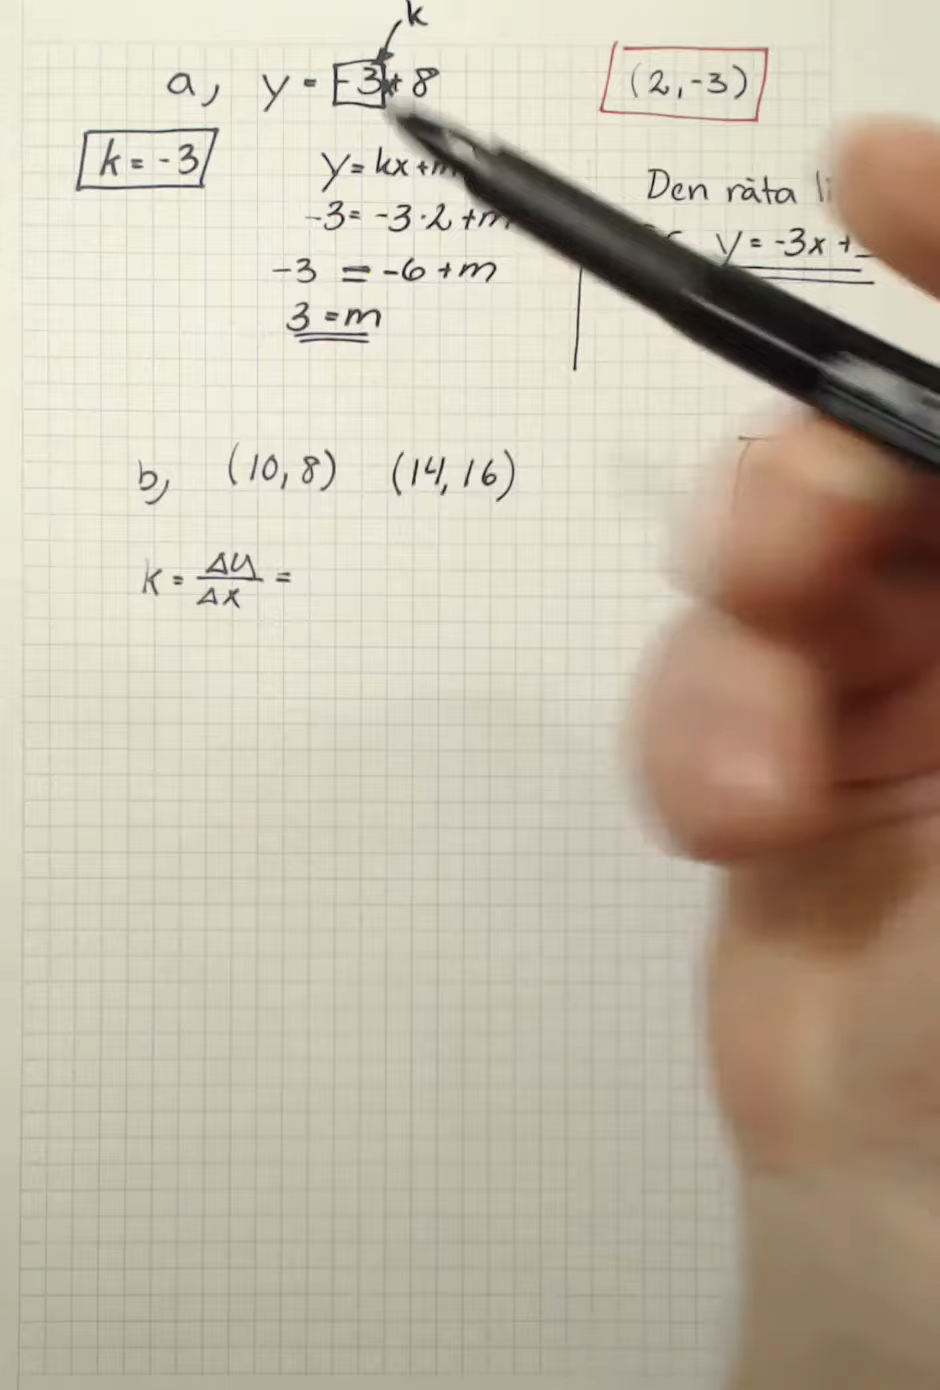 k
a, y = -3x + 8
(2, -3)
k = -3
y = kx + m
-3 = -3 · 2 + m
-3 = -6 + m
3 = m
Den räta
y = -3x +
b, (10, 8) (14, 16)
k = Δy/Δx =